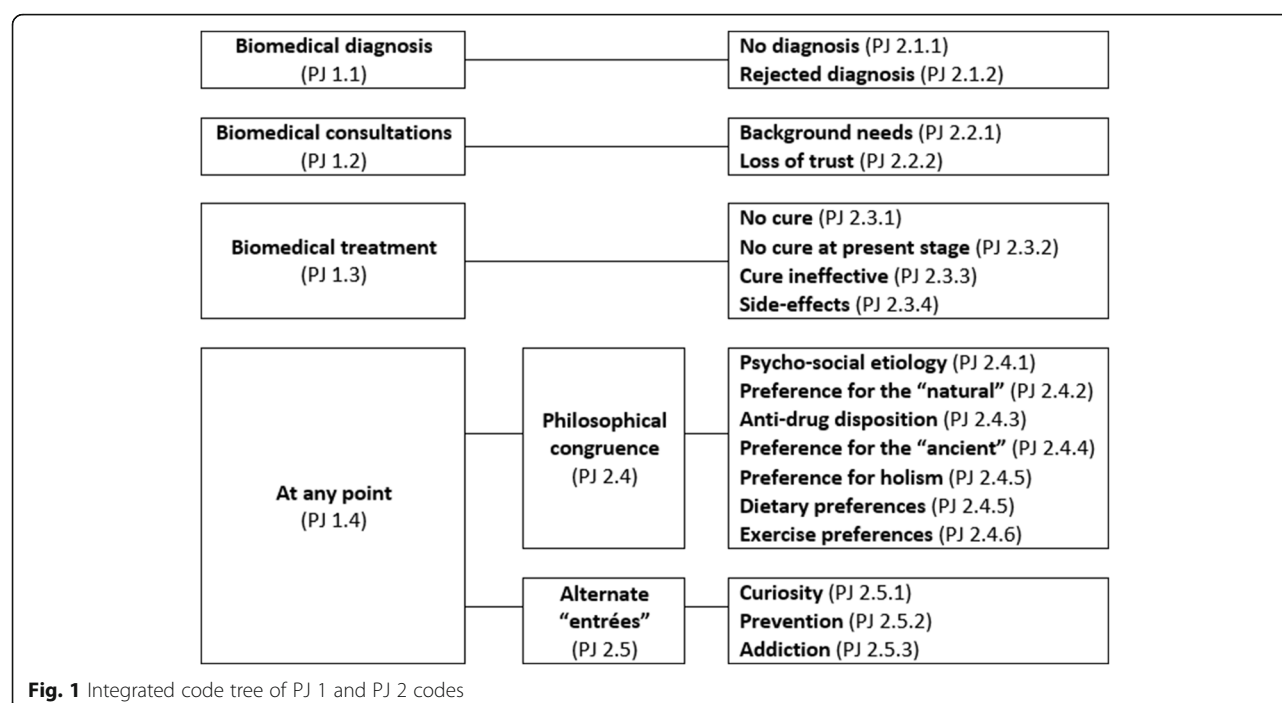 Biomedical diagnosis
(PJ 1.1)
No diagnosis (PJ 2.1.1)
Rejected diagnosis (PJ 2.1.2)
Biomedical consultations
(PJ 1.2)
Background needs (PJ 2.2.1)
Loss of trust (PJ 2.2.2)
Biomedical treatment
(PJ 1.3)
No cure (PJ 2.3.1)
No cure at present stage (PJ 2.3.2)
Cure ineffective (PJ 2.3.3)
Side-effects (PJ 2.3.4)
At any point
(PJ 1.4)
Philosophical
congruence
(PJ 2.4)
Psycho-social etiology (PJ 2.4.1)
Preference for the “natural” (PJ 2.4.2)
Anti-drug disposition (PJ 2.4.3)
Preference for the “ancient” (PJ 2.4.4)
Preference for holism (PJ 2.4.5)
Dietary preferences (PJ 2.4.5)
Exercise preferences (PJ 2.4.6)
Alternate
“entrées”
(PJ 2.5)
Curiosity (PJ 2.5.1)
Prevention (PJ 2.5.2)
Addiction (PJ 2.5.3)
Fig. 1 Integrated code tree of PJ 1 and PJ 2 codes